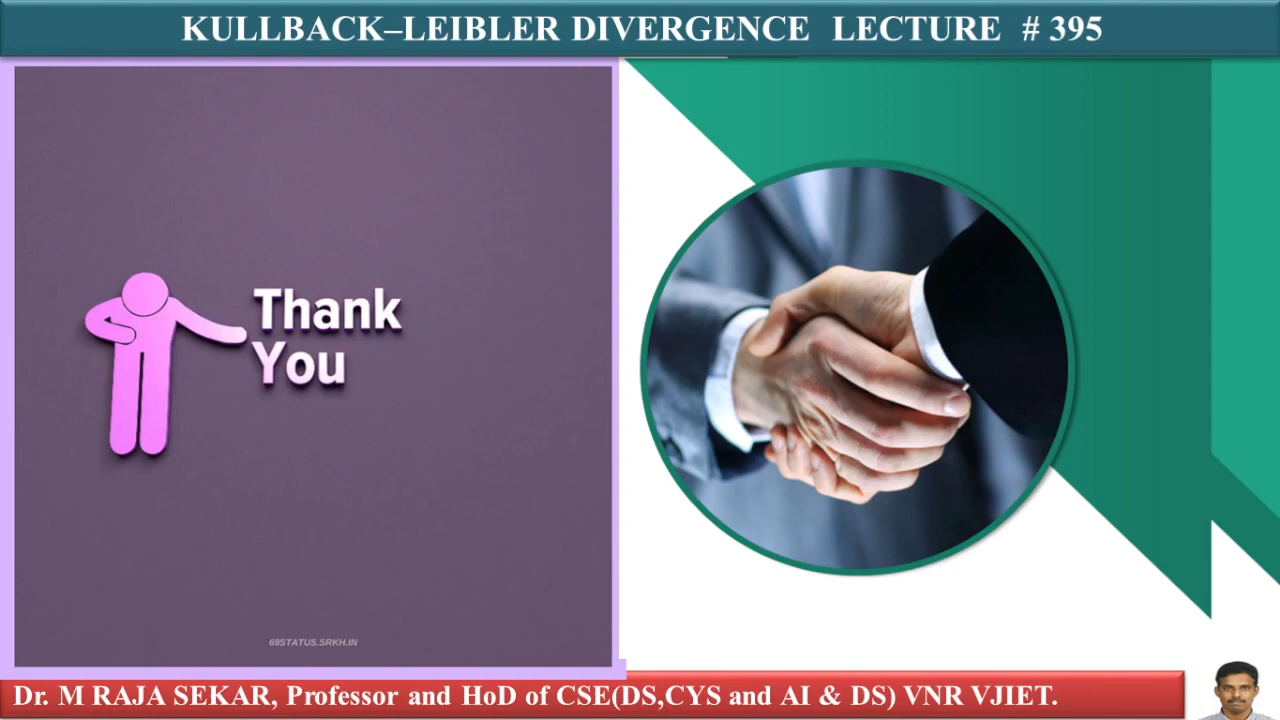 KULLBACK–LEIBLER DIVERGENCE LECTURE # 395
Thank
You
69STATUS.SRKH.IN
Dr. M RAJA SEKAR, Professor and HoD of CSE(DS,CYS and AI & DS) VNR VJIET.